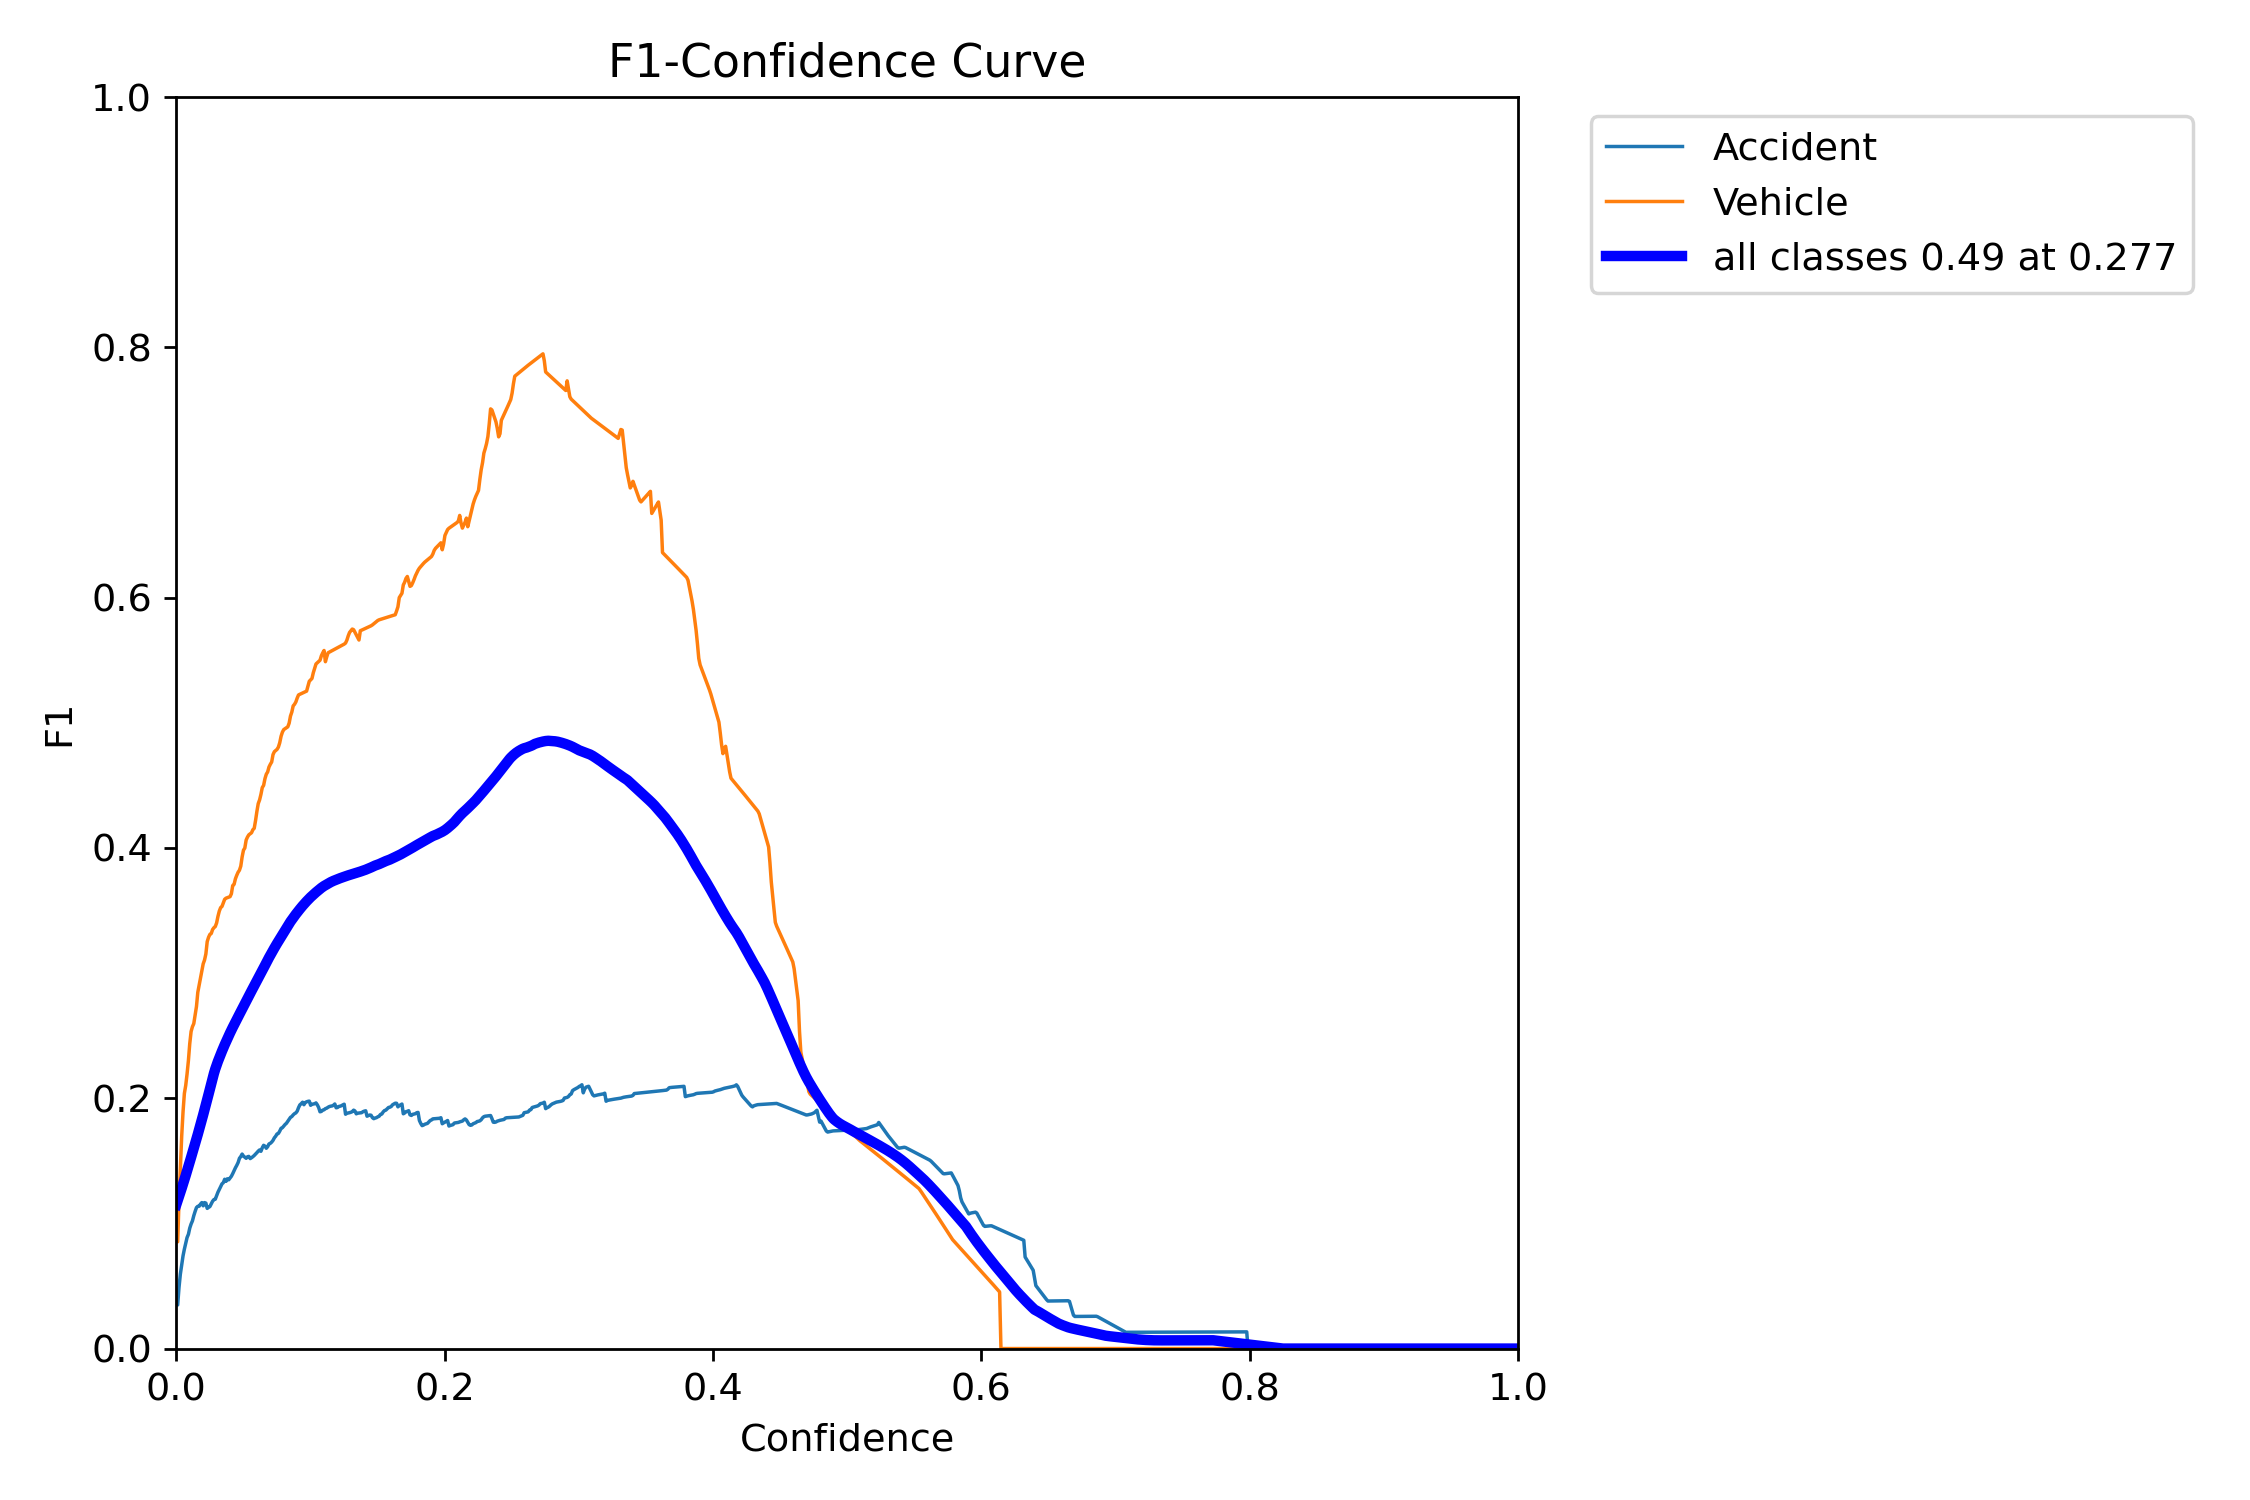 F1-Confidence Curve
1.0
0.8
0.6
0.4
0.2
0.0
F1
0.0 0.2 0.4 0.6 0.8 1.0
Confidence
Accident
Vehicle
all classes 0.49 at 0.277